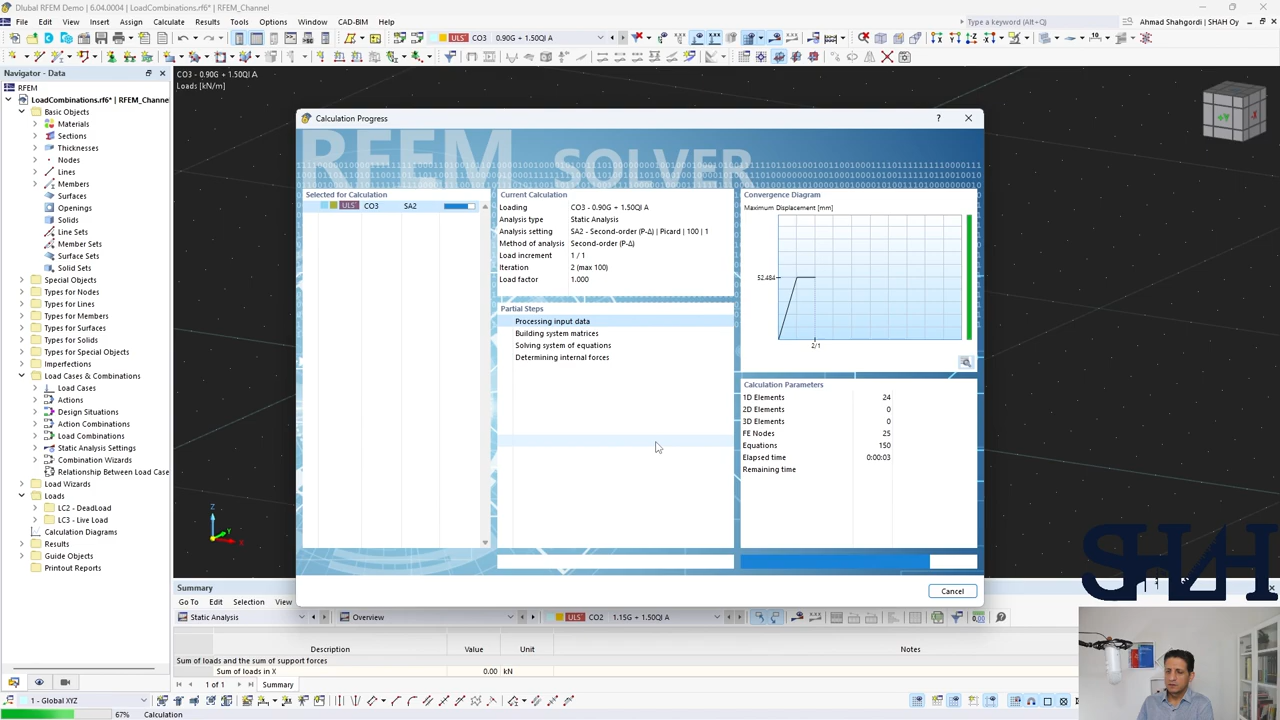 Dlubal RFEM Demo | 6.04.0004 | LoadCombinations.rf6* | RFEM_Channel
File Edit View Insert Assign Calculate Results Tools Options Window CAD-BIM Help
Type a keyword (Alt+Q)
Ahmad Shahgordi | SHAH Oy
ULS CO3 0.90G + 1.50QI A
Navigator - Data
RFEM
LoadCombinations.rf6* | RFEM_Channe
Basic Objects
Materials
Sections
Thicknesses
Nodes
Lines
Members
Surfaces
Openings
Solids
Line Sets
Member Sets
Surface Sets
Solid Sets
Special Objects
Types for Nodes
Types for Lines
Types for Members
Types for Surfaces
Types for Solids
Types for Special Objects
Imperfections
Load Cases & Combinations
Load Cases
Actions
Design Situations
Action Combinations
Load Combinations
Static Analysis Settings
Combination Wizards
Relationship Between Load Case
Load Wizards
Loads
LC2 - DeadLoad
LC3 - Live Load
Calculation Diagrams
Results
Guide Objects
Printout Reports
CO3 - 0.90G + 1.50QI A
Loads [kN/m]
+Y
-X
Z
Y
X
Calculation Progress
?
RFEM SOLVER
Selected for Calculation
ULS CO3 SA2
Current Calculation
Loading CO3 - 0.90G + 1.50QI A
Analysis type Static Analysis
Analysis setting SA2 - Second-order (P-Δ) | Picard | 100 | 1
Method of analysis Second-order (P-Δ)
Load increment 1 / 1
Iteration 2 (max 100)
Load factor 1.000
Partial Steps
Processing input data
Building system matrices
Solving system of equations
Determining internal forces
Convergence Diagram
Maximum Displacement [mm]
52.484
2/1
Calculation Parameters
1D Elements 24
2D Elements 0
3D Elements 0
FE Nodes 25
Equations 150
Elapsed time 0:00:03
Remaining time
Cancel
Summary
Go To Edit Selection View
Static Analysis
Overview
ULS CO2 1.15G + 1.50QI A
Description Value Unit Notes
Sum of loads and the sum of support forces
Sum of loads in X 0.00 kN
1 of 1 Summary
1 - Global XYZ
67% Calculation
SHAH